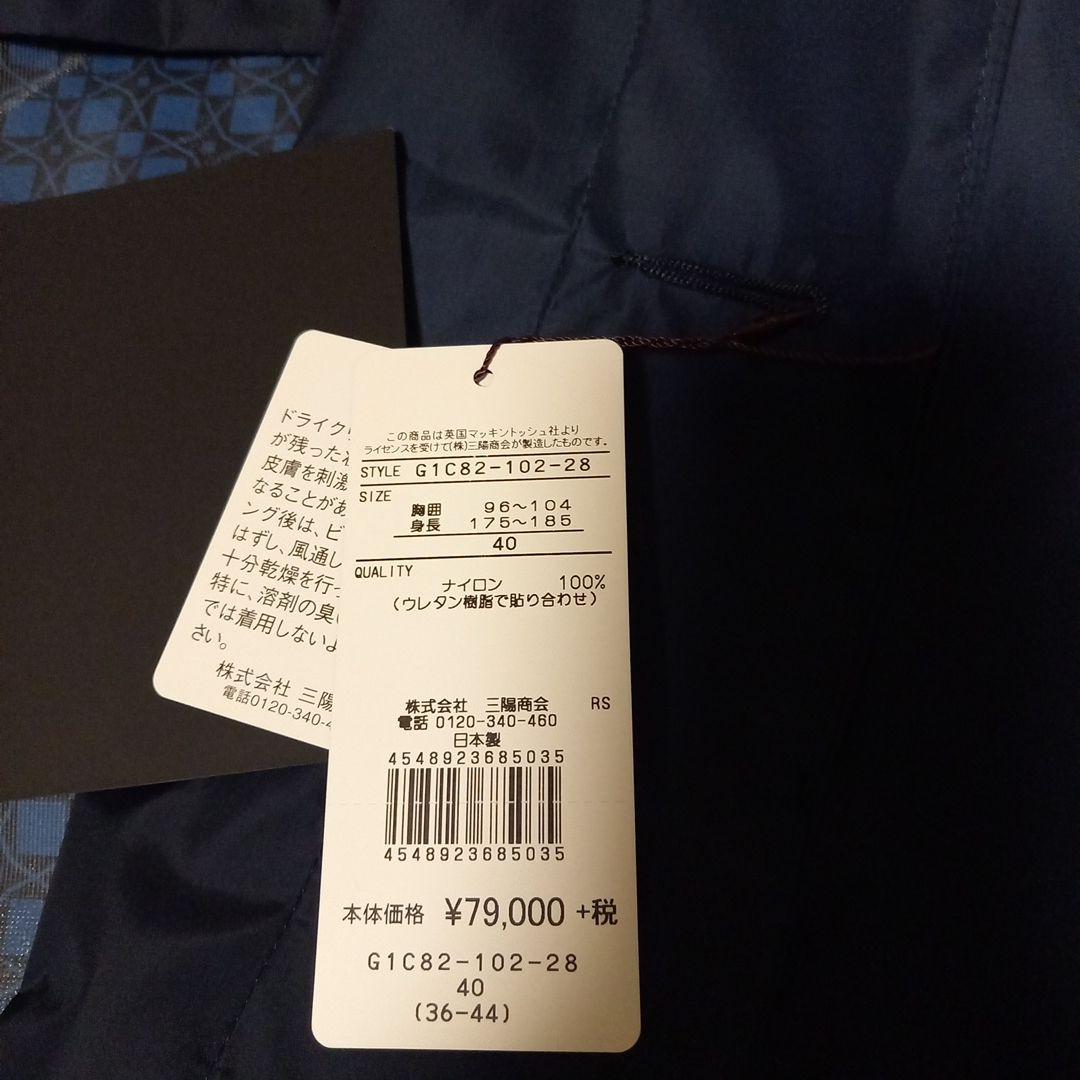 ドライク
が残った
皮膚を刺激
なることがあ
ング後は、ビ
はずし、風通し
十分乾燥を行っ
特に、溶剤の臭い
では着用しないよ
さい。
株式会社 三陽
電話0120-340-4
この商品は英国マッキントッシュ社より
ライセンスを受けて(株)三陽商会が製造したものです。
STYLE G1C82-102-28
SIZE
胸囲 96〜104
身長 175〜185
40
QUALITY
ナイロン 100%
(ウレタン樹脂で貼り合わせ)
株式会社 三陽商会 RS
電話 0120-340-460
日本製
4548923685035
4548923685035
本体価格 ¥79,000 +税
G1C82-102-28
40
(36-44)